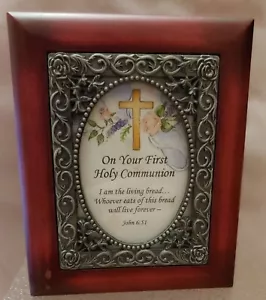 On Your First
Holy Communion
I am the living bread...
Whoever eats of this bread
will live forever –
John 6:51